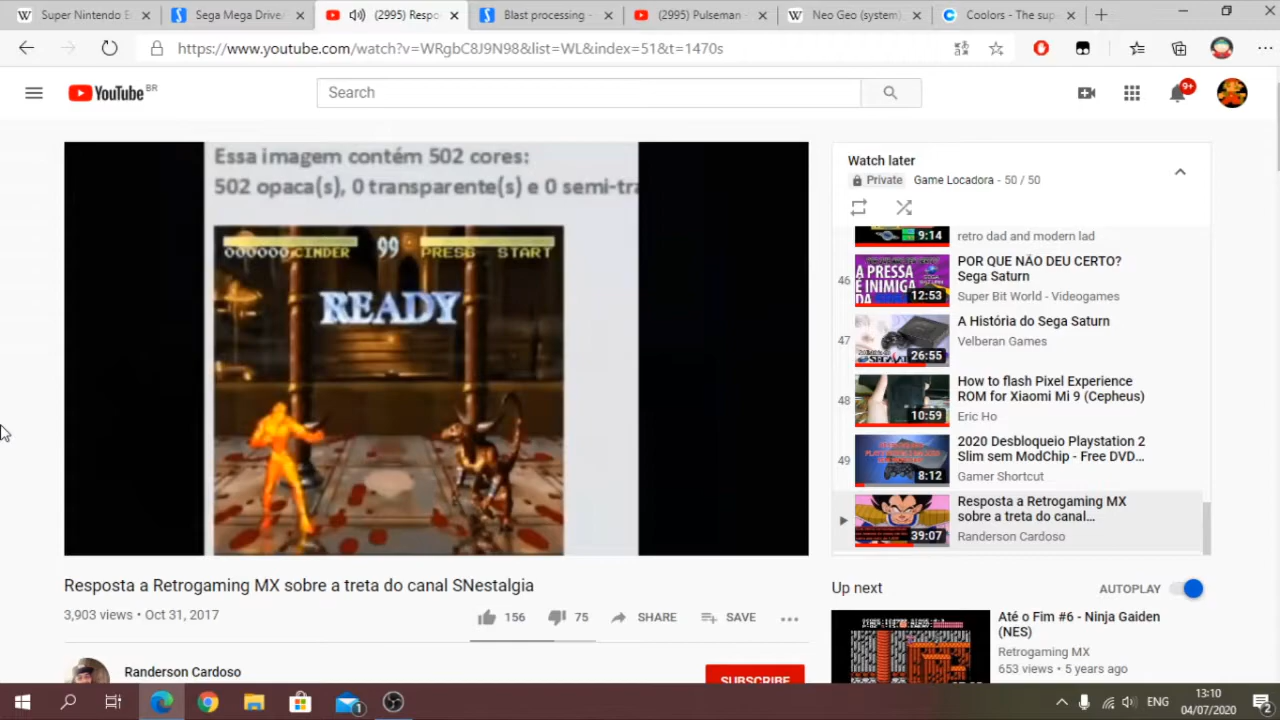 Super Nintendo E
Sega Mega Drive/
(2995) Respo
Blast processing -
(2995) Pulseman -
Neo Geo (system)
Coolors - The sup
https://www.youtube.com/watch?v=WRgbC8J9N98&list=WL&index=51&t=1470s
YouTube BR
Search
9+
Essa imagem contém 502 cores:
502 opaca(s), 0 transparente(s) e 0 semi-tra
000000 CINDER 99 PRESS START
READY
Watch later
Private Game Locadora - 50 / 50
9:14
retro dad and modern lad
46
A PRESSA
É INIMIGA
DA
12:53
POR QUE NÃO DEU CERTO?
Sega Saturn
Super Bit World - Videogames
47
26:55
A História do Sega Saturn
Velberan Games
48
10:59
How to flash Pixel Experience
ROM for Xiaomi Mi 9 (Cepheus)
Eric Ho
49
8:12
2020 Desbloqueio Playstation 2
Slim sem ModChip - Free DVD...
Gamer Shortcut
39:07
Resposta a Retrogaming MX
sobre a treta do canal...
Randerson Cardoso
Resposta a Retrogaming MX sobre a treta do canal SNestalgia
3,903 views • Oct 31, 2017
156
75
SHARE
SAVE
Randerson Cardoso
SUBSCRIBE
Up next
AUTOPLAY
Até o Fim #6 - Ninja Gaiden
(NES)
Retrogaming MX
653 views • 5 years ago
1
ENG
13:10
04/07/2020
2